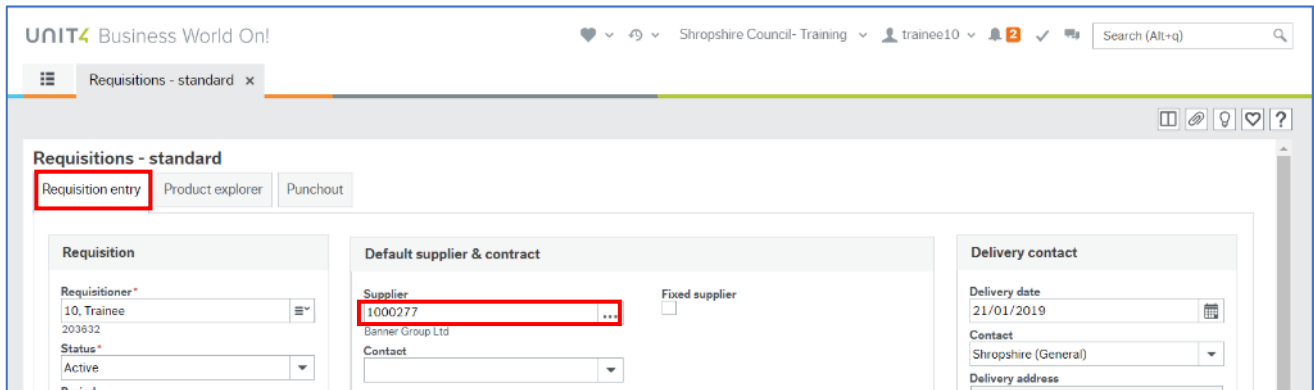 UNIT4 Business World On!
Shropshire Council- Training
trainee10
2
Search (Alt+q)
Requisitions - standard x
?
Requisitions - standard
Requisition entry
Product explorer
Punchout
Requisition
Requisitioner*
10, Trainee
203632
Status*
Active
Default supplier & contract
Supplier
1000277
...
Banner Group Ltd
Contact
Fixed supplier
Delivery contact
Delivery date
21/01/2019
Contact
Shropshire (General)
Delivery address